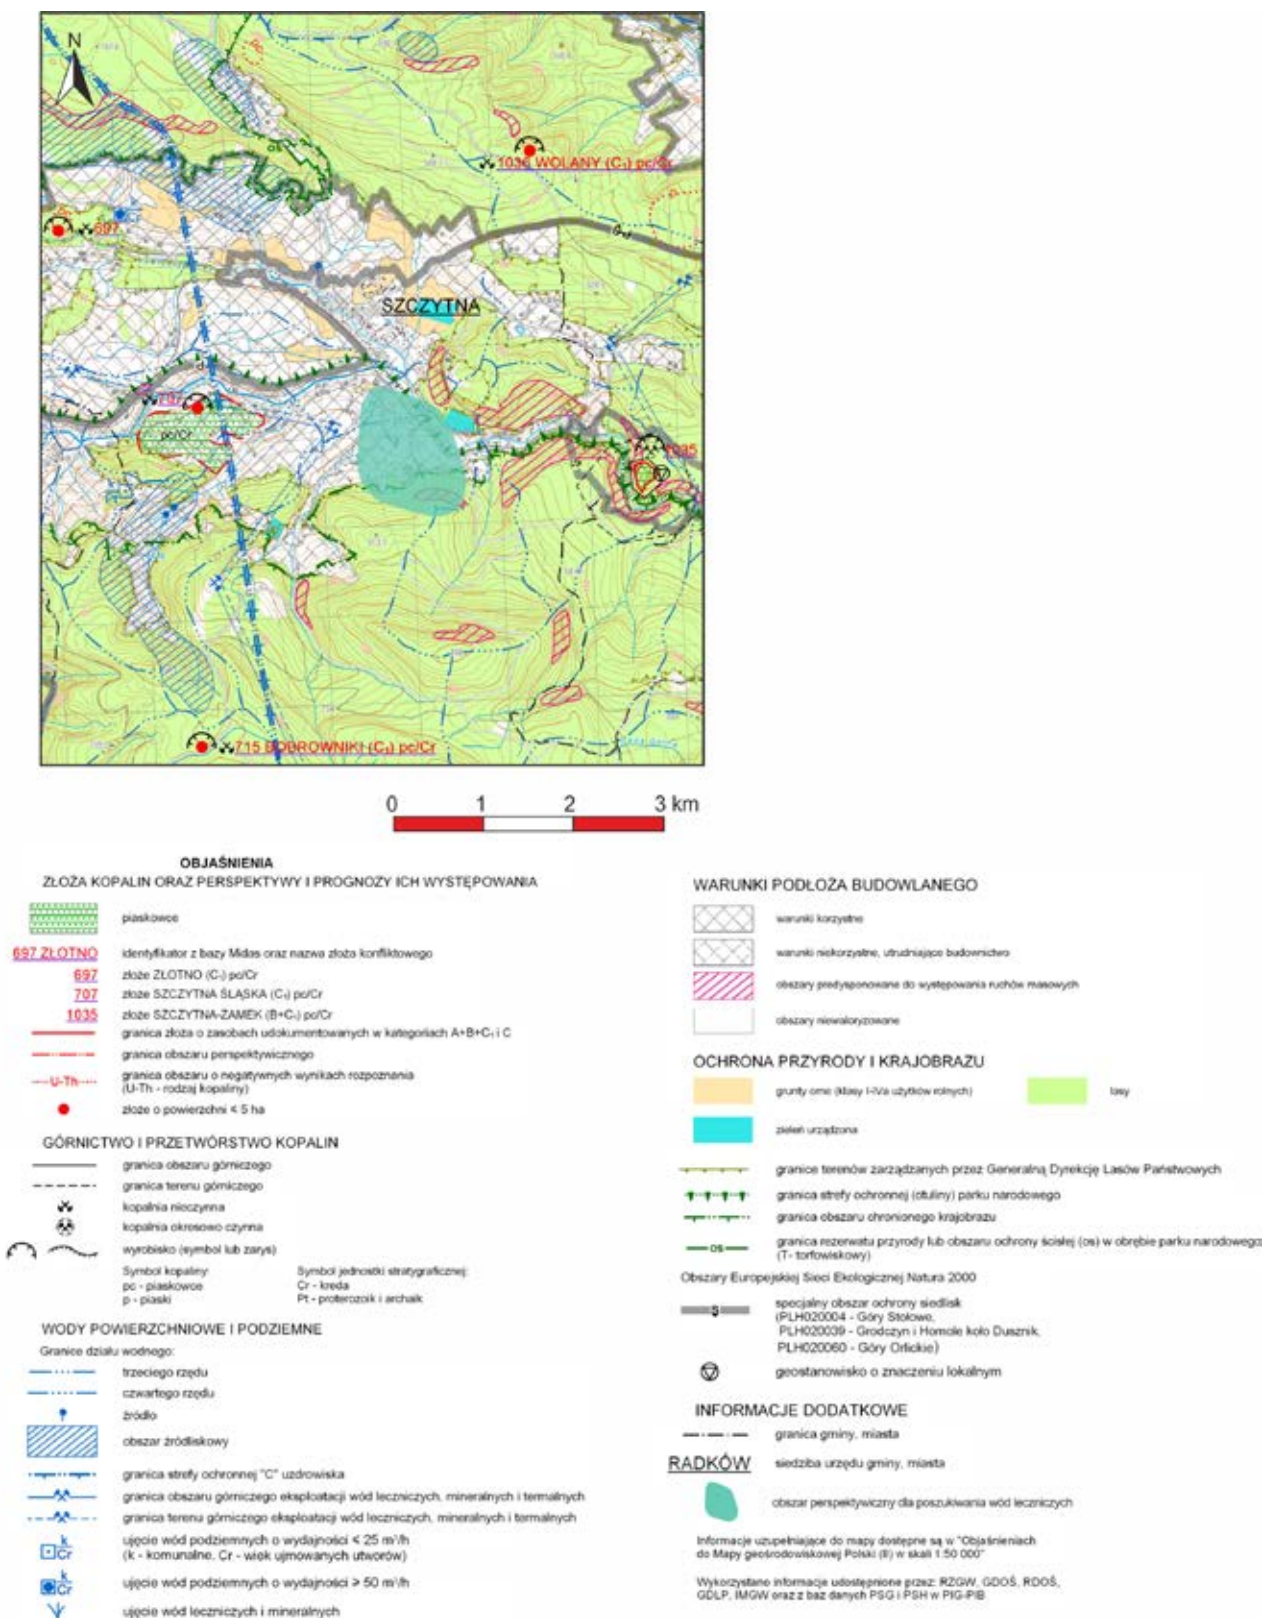 N
OS
1036 WOLANY (C₁) pc/Cr
697
SZCZYTNA
707
pc/Cr
1035
715 BOBROWNIKI (C₁) pc/Cr
0 1 2 3 km
OBJAŚNIENIA
ZŁOŻA KOPALIN ORAZ PERSPEKTYWY I PROGNOZY ICH WYSTĘPOWANIA
piaskowce
697 ZŁOTNO identyfikator z bazy Midas oraz nazwa złoża konfliktowego
697 złoże ZŁOTNO (C₁) pc/Cr
707 złoże SZCZYTNA ŚLĄSKA (C₁) pc/Cr
1035 złoże SZCZYTNA-ZAMEK (B+C₁) pc/Cr
granica złoża o zasobach udokumentowanych w kategoriach A+B+C₁ i C
granica obszaru perspektywicznego
U-Th granica obszaru o negatywnych wynikach rozpoznania
(U-Th - rodzaj kopaliny)
złoże o powierzchni < 5 ha
GÓRNICTWO I PRZETWÓRSTWO KOPALIN
granica obszaru górniczego
granica terenu górniczego
kopalnia nieczynna
kopalnia okresowo czynna
wyrobisko (symbol lub zarys)
Symbol kopaliny:
pc - piaskowce
p - piaski
Symbol jednostki stratygraficznej:
Cr - kreda
Pt - proterozoik i archaik
WODY POWIERZCHNIOWE I PODZIEMNE
Granice działu wodnego:
trzeciego rzędu
czwartego rzędu
źródło
obszar źródliskowy
granica strefy ochronnej "C" uzdrowiska
granica obszaru górniczego eksploatacji wód leczniczych, mineralnych i termalnych
granica terenu górniczego eksploatacji wód leczniczych, mineralnych i termalnych
k
Cr
ujęcie wód podziemnych o wydajności < 25 m³/h
(k - komunalne, Cr - wiek ujmowanych utworów)
k
Cr
ujęcie wód podziemnych o wydajności > 50 m³/h
ujęcie wód leczniczych i mineralnych
WARUNKI PODŁOŻA BUDOWLANEGO
warunki korzystne
warunki niekorzystne, utrudniające budownictwo
obszary predysponowane do występowania ruchów masowych
obszary niewaloryzowane
OCHRONA PRZYRODY I KRAJOBRAZU
grunty orne (klasy I-IVa użytków rolnych)
lasy
zieleń urządzona
granice terenów zarządzanych przez Generalną Dyrekcję Lasów Państwowych
granica strefy ochronnej (otuliny) parku narodowego
granica obszaru chronionego krajobrazu
os granica rezerwatu przyrody lub obszaru ochrony ścisłej (os) w obrębie parku narodowego
(T- torfowiskowy)
Obszary Europejskiej Sieci Ekologicznej Natura 2000
S specjalny obszar ochrony siedlisk
(PLH020004 - Góry Stołowe,
PLH020039 - Grodczyn i Homole koło Dusznik,
PLH020060 - Góry Orlickie)
geostanowisko o znaczeniu lokalnym
INFORMACJE DODATKOWE
granica gminy, miasta
RADKÓW siedziba urzędu gminy, miasta
obszar perspektywiczny dla poszukiwania wód leczniczych
Informacje uzupełniające do mapy dostępne są w "Objaśnieniach
do Mapy geośrodowiskowej Polski (II) w skali 1:50 000"
Wykorzystano informacje udostępnione przez: RZGW, GDOŚ, RDOŚ,
GDLP, IMGW oraz z baz danych PSG i PSH w PIG-PIB